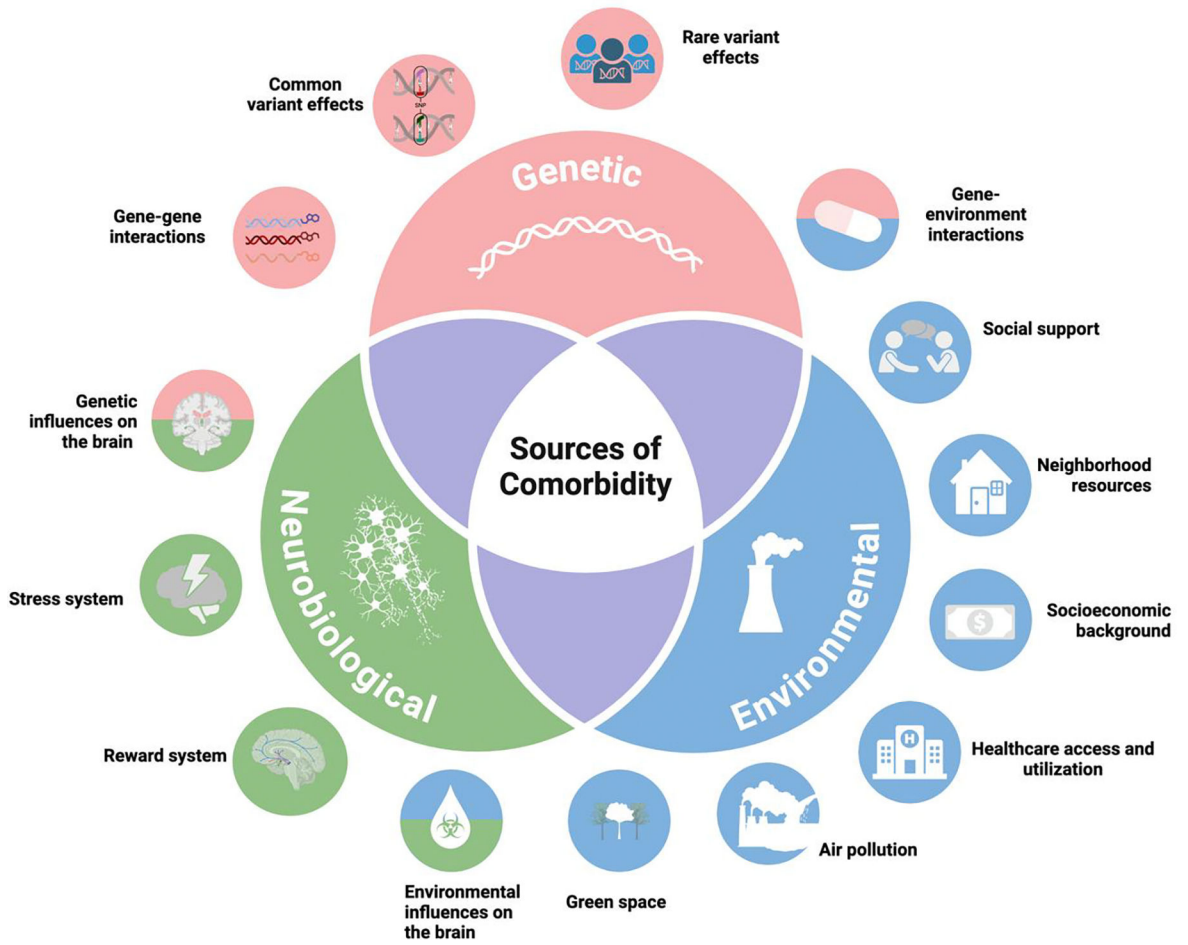 Rare variant
effects
Common
variant effects
SNP
Genetic
Gene-gene
interactions
Gene-
environment
interactions
Social support
Genetic
influences on
the brain
Sources of
Comorbidity
Neighborhood
resources
Neurobiological
Environmental
Stress system
$
Socioeconomic
background
Reward system
H
Healthcare access and
utilization
Air pollution
Environmental
influences on
the brain
Green space